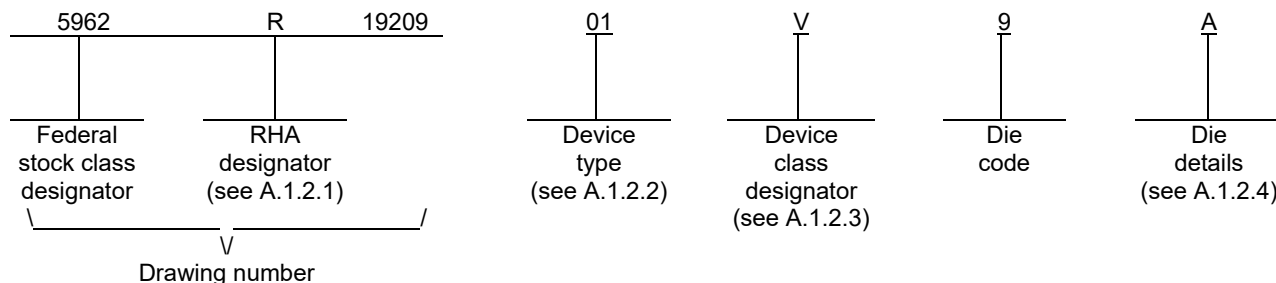 5962 R 19209 01 V 9 A
Federal RHA Device Device Die Die
stock class designator type class code details
designator (see A.1.2.1) (see A.1.2.2) designator (see A.1.2.4)
(see A.1.2.3)
\ /
\/
Drawing number